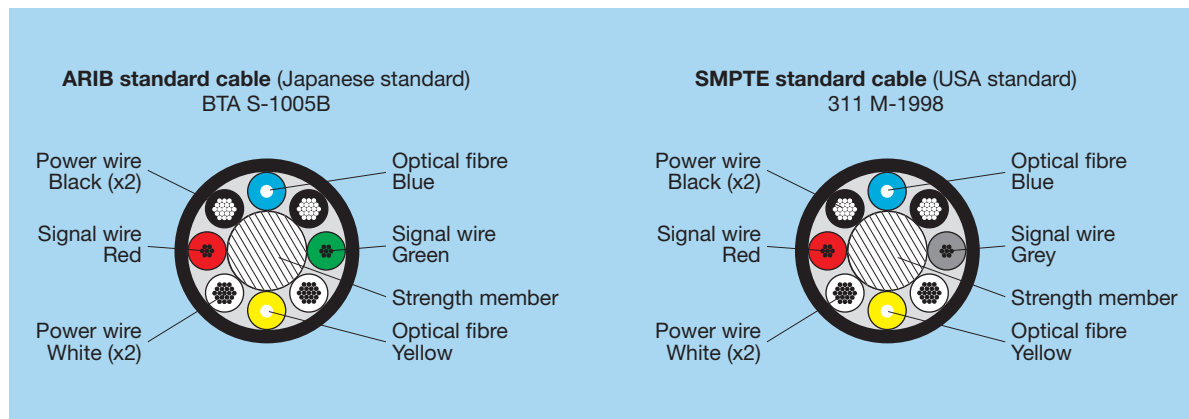 ARIB standard cable (Japanese standard)
BTA S-1005B
Power wire
Black (x2)
Optical fibre
Blue
Signal wire
Red
Signal wire
Green
Strength member
Power wire
White (x2)
Optical fibre
Yellow
SMPTE standard cable (USA standard)
311 M-1998
Power wire
Black (x2)
Optical fibre
Blue
Signal wire
Red
Signal wire
Grey
Strength member
Power wire
White (x2)
Optical fibre
Yellow